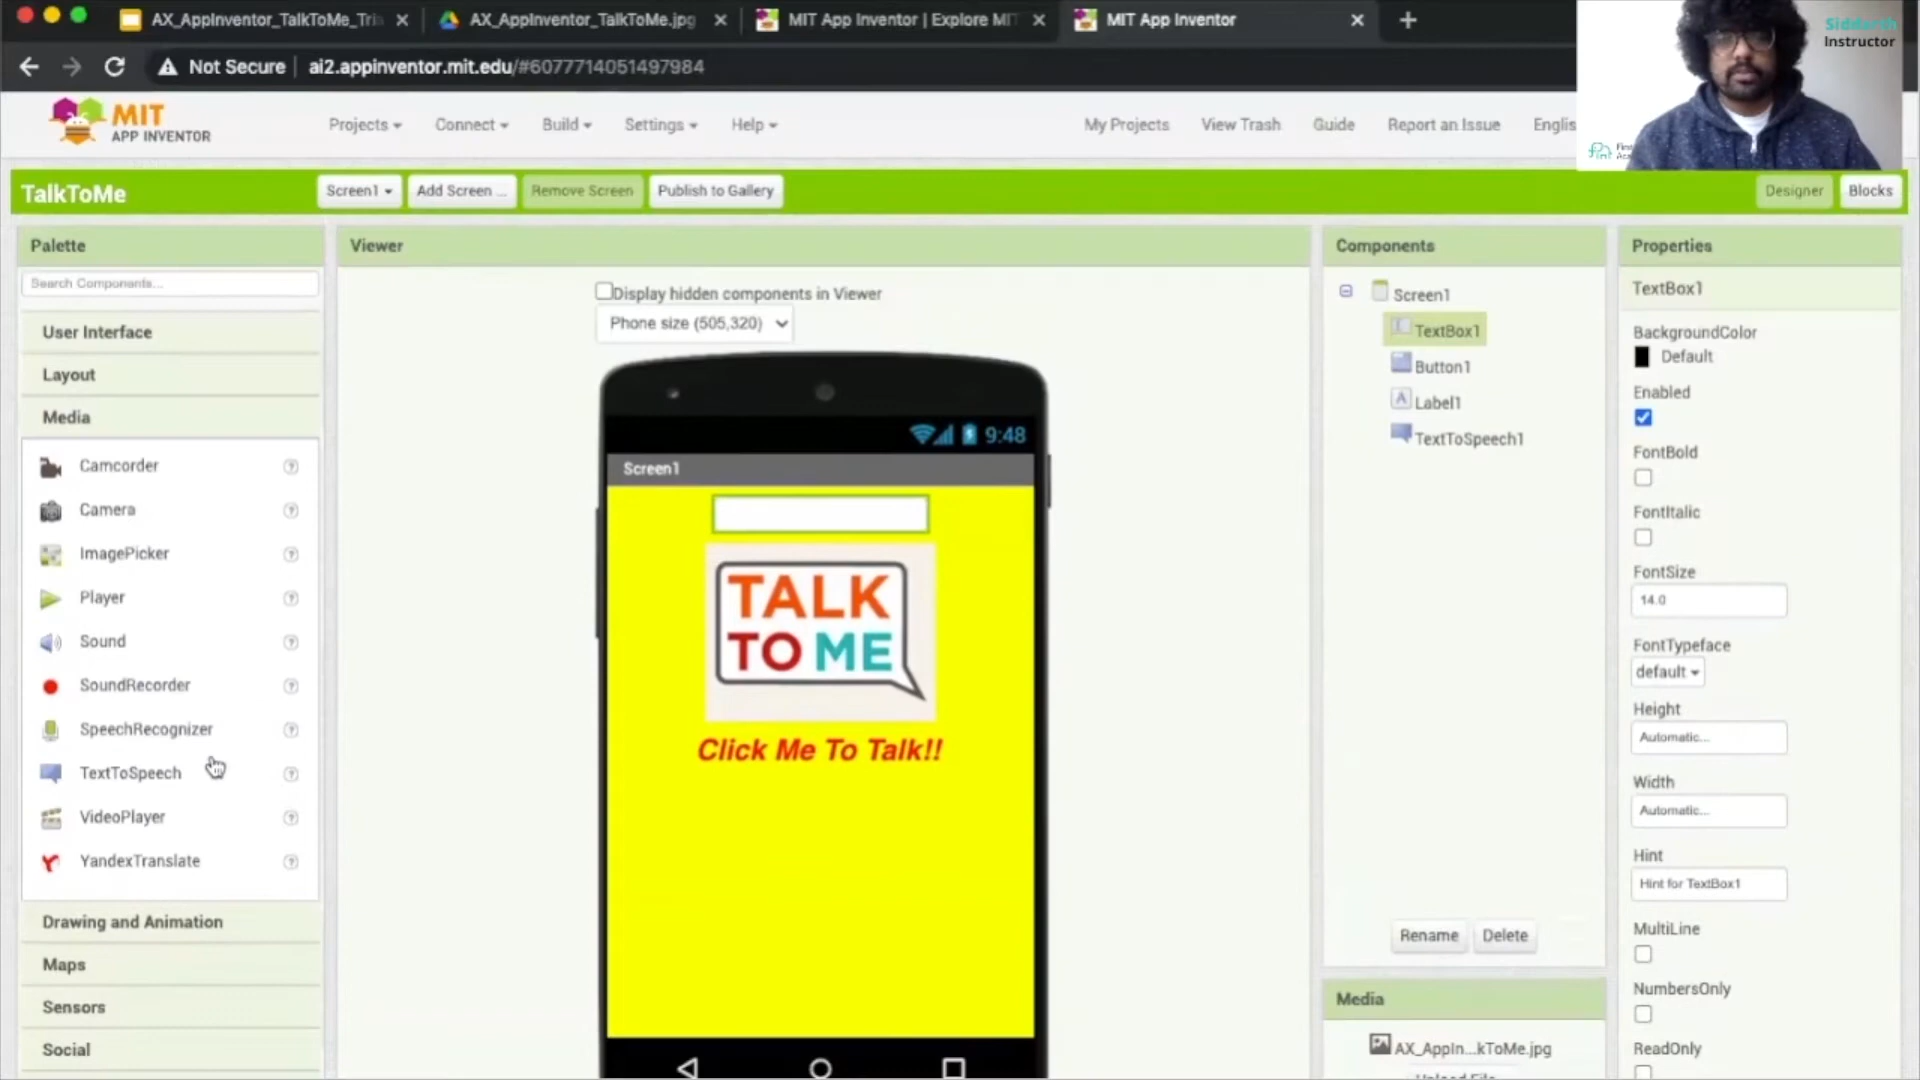 AX_AppInventor_TalkToMe_Tria
AX_AppInventor_TalkToMe.jpg
MIT App Inventor | Explore MIT
MIT App Inventor
Siddarth
Instructor
Not Secure
ai2.appinventor.mit.edu/#6077714051497984
MIT
APP INVENTOR
Projects
Connect
Build
Settings
Help
My Projects
View Trash
Guide
Report an Issue
Englis
TalkToMe
Screen1
Add Screen ...
Remove Screen
Publish to Gallery
Designer
Blocks
Palette
Search Components...
User Interface
Layout
Media
Camcorder
Camera
ImagePicker
Player
Sound
SoundRecorder
SpeechRecognizer
TextToSpeech
VideoPlayer
YandexTranslate
Drawing and Animation
Maps
Sensors
Social
Viewer
Display hidden components in Viewer
Phone size (505,320)
9:48
Screen1
TALK
TO ME
Click Me To Talk!!
Components
Screen1
TextBox1
Button1
Label1
TextToSpeech1
Rename
Delete
Media
AX_AppIn...kToMe.jpg
Upload File
Properties
TextBox1
BackgroundColor
Default
Enabled
FontBold
FontItalic
FontSize
14.0
FontTypeface
default
Height
Automatic...
Width
Automatic...
Hint
Hint for TextBox1
MultiLine
NumbersOnly
ReadOnly